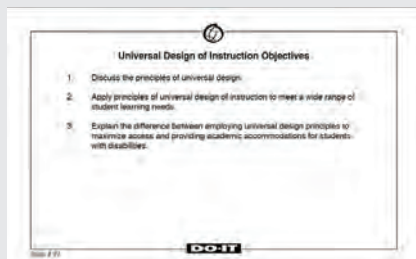 Universal Design of Instruction Objectives
1. Discuss the principles of universal design.
2. Apply principles of universal design of instruction to meet a wide range of
student learning needs.
3. Explain the difference between employing universal design principles to
maximize access and providing academic accommodations for students
with disabilities.
DO-IT